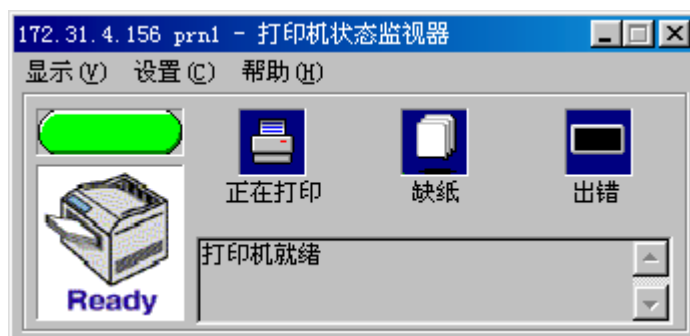 172.31.4.156 prn1 - 打印机状态监视器
显示(V) 设置(C) 帮助(H)
正在打印 缺纸 出错
打印机就绪
Ready